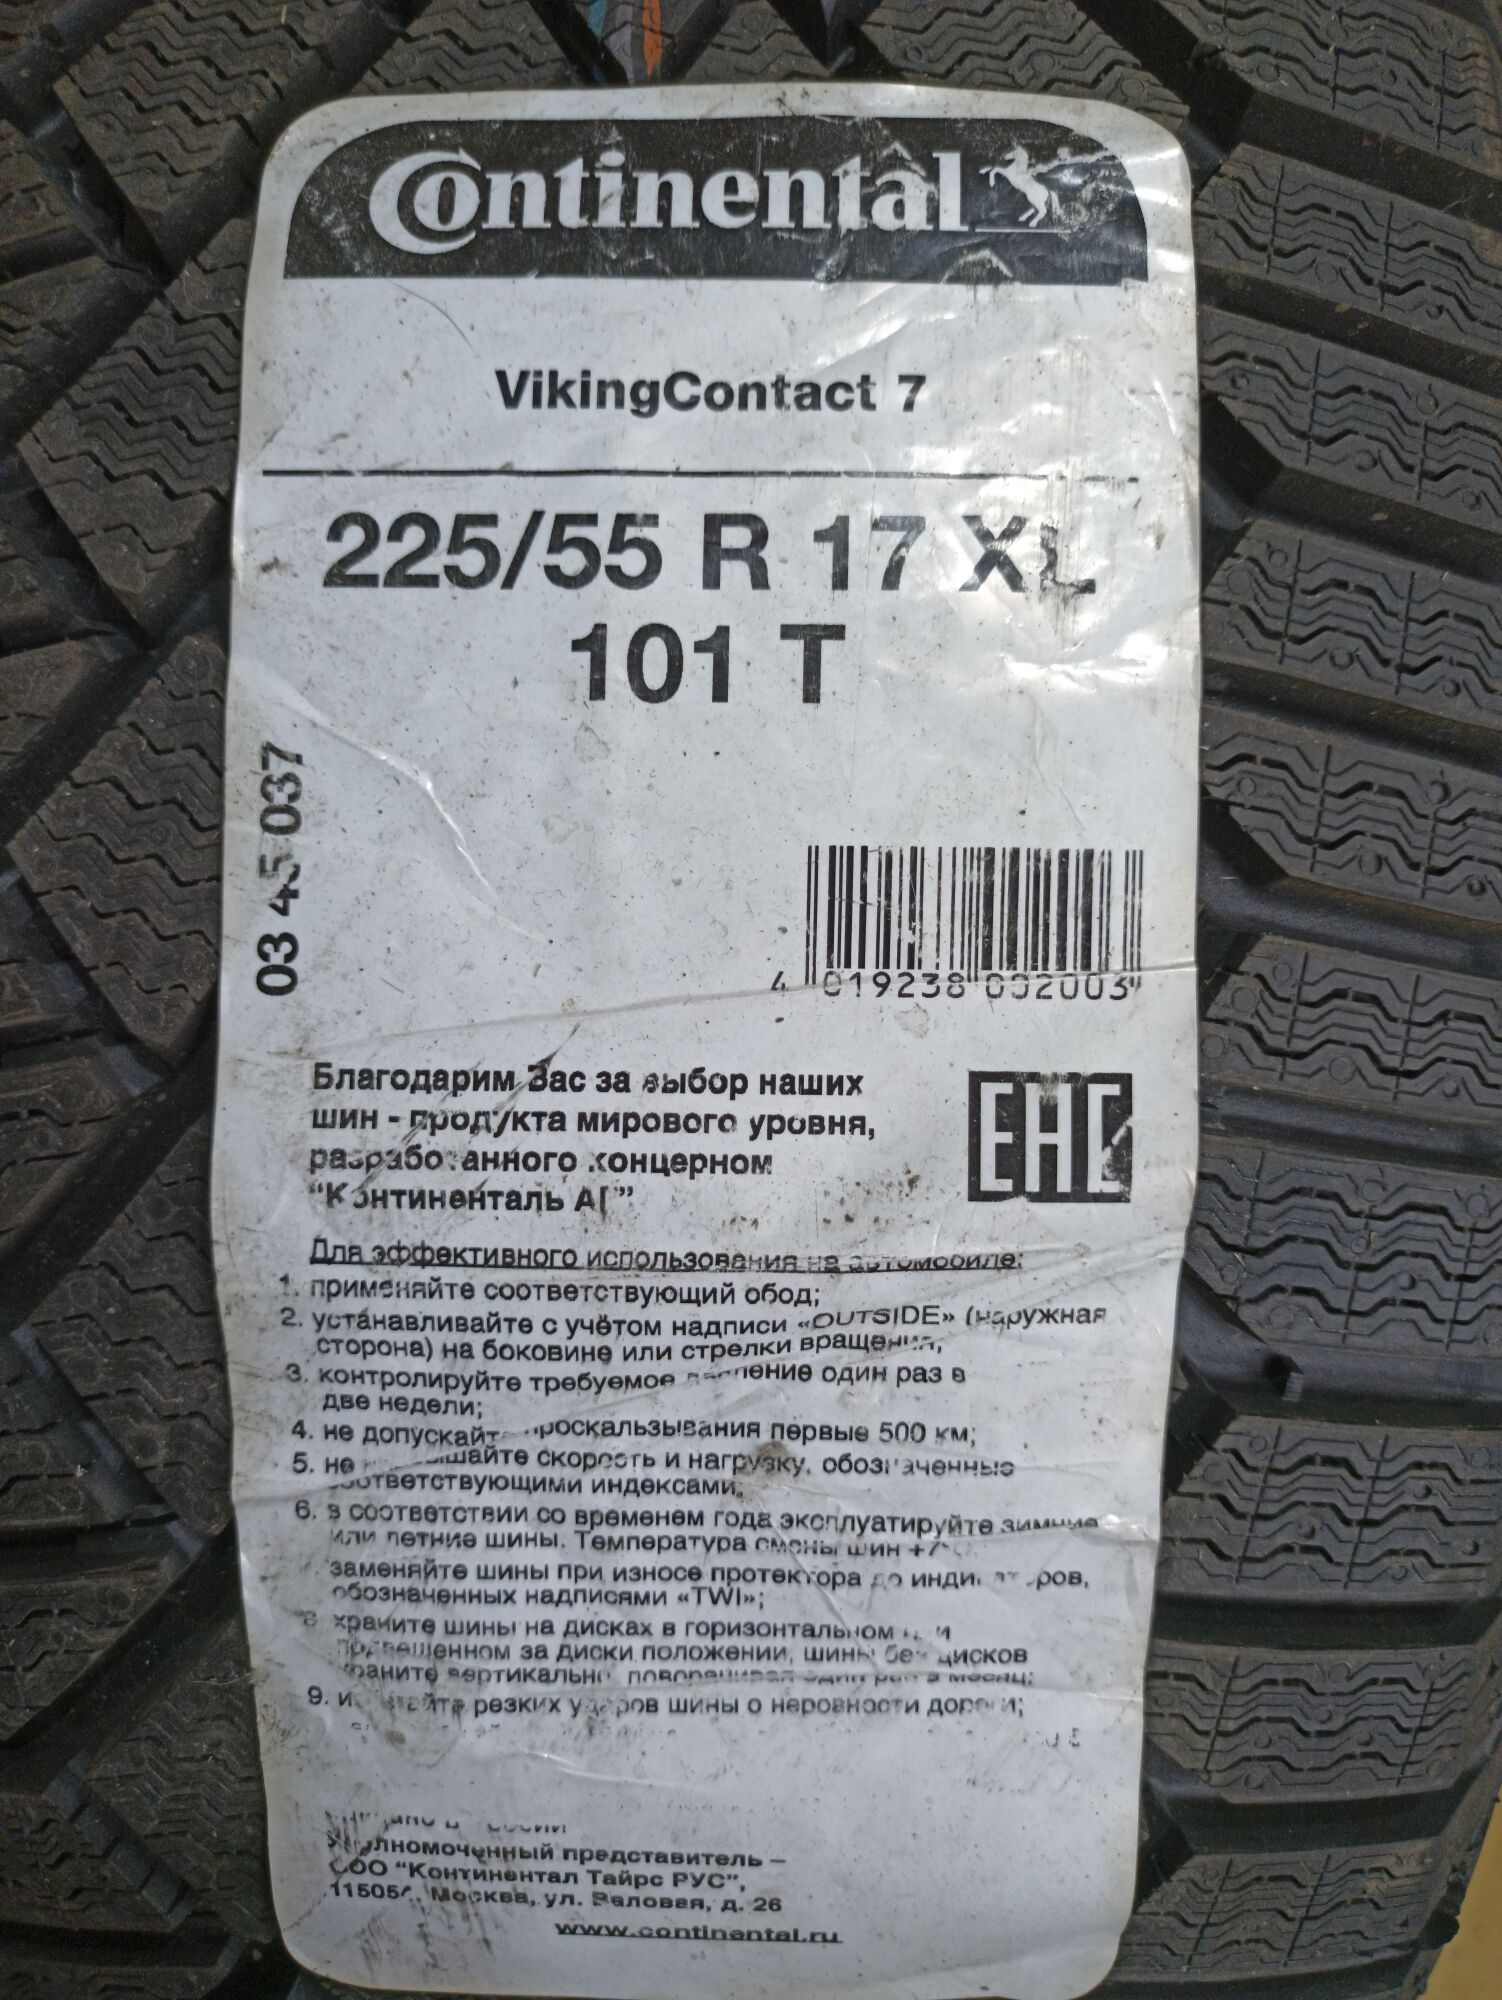 Continental
VikingContact 7
225/55 R 17 XL
101 T
03 45 037
4 019238 002003
Благодарим Вас за выбор наших
шин - продукта мирового уровня,
разработанного концерном
“Континенталь АГ”
ЕАС
Для эффективного использования на автомобиле:
1. применяйте соответствующий обод;
2. устанавливайте с учётом надписи «OUTSIDE» (наружная
сторона) на боковине или стрелки вращения;
3. контролируйте требуемое давление один раз в
две недели;
4. не допускайте проскальзывания первые 500 км;
5. не превышайте скорость и нагрузку, обозначенные
соответствующими индексами;
6. в соответствии со временем года эксплуатируйте зимние
или летние шины. Температура смены шин +7°C
заменяйте шины при износе протектора до индикаторов,
обозначенных надписями «TWI»;
8 храните шины на дисках в горизонтальном или
подвешенном за диски положении, шины без дисков
храните вертикально, поворачивая один раз в месяц;
9. избегайте резких ударов шины о неровности дороги;
Сделано в России
Уполномоченный представитель –
ООО “Континентал Тайрс РУС”,
115054, Москва, ул. Валовая, д. 26
www.continental.ru